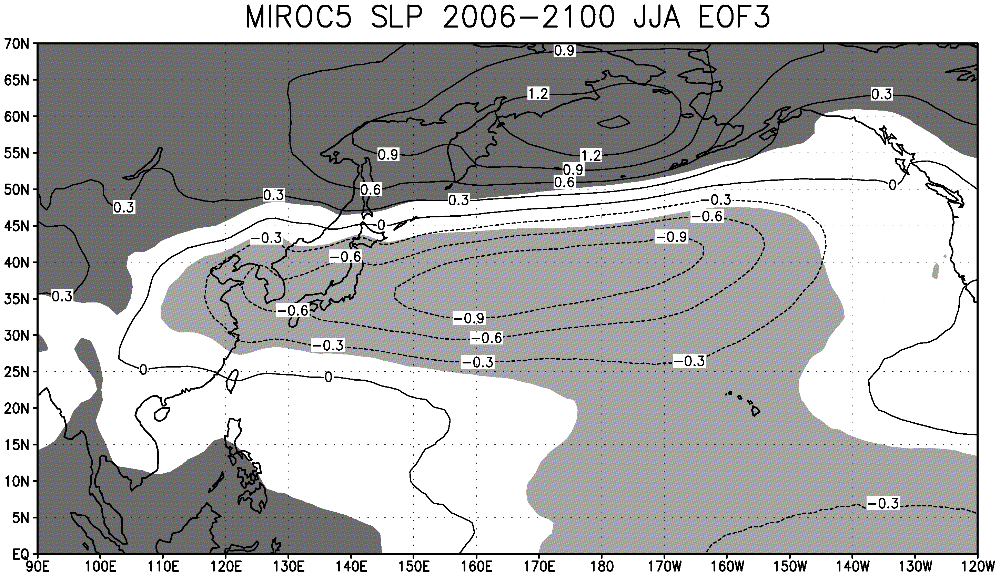 MIROC5 SLP 2006−2100 JJA EOF3
70N
65N
60N
55N
50N
45N
40N
35N
30N
25N
20N
15N
10N
5N
EQ
0.9
1.2
0.3
0.9
1.2
0.9
0.6
0.6
0
0.3
0.3
0.3
−0.3
−0.6
0
−0.9
−0.3
−0.6
0.3
−0.6
−0.9
−0.6
−0.3
−0.3
−0.3
0
0
−0.3
90E 100E 110E 120E 130E 140E 150E 160E 170E 180 170W 160W 150W 140W 130W 120W